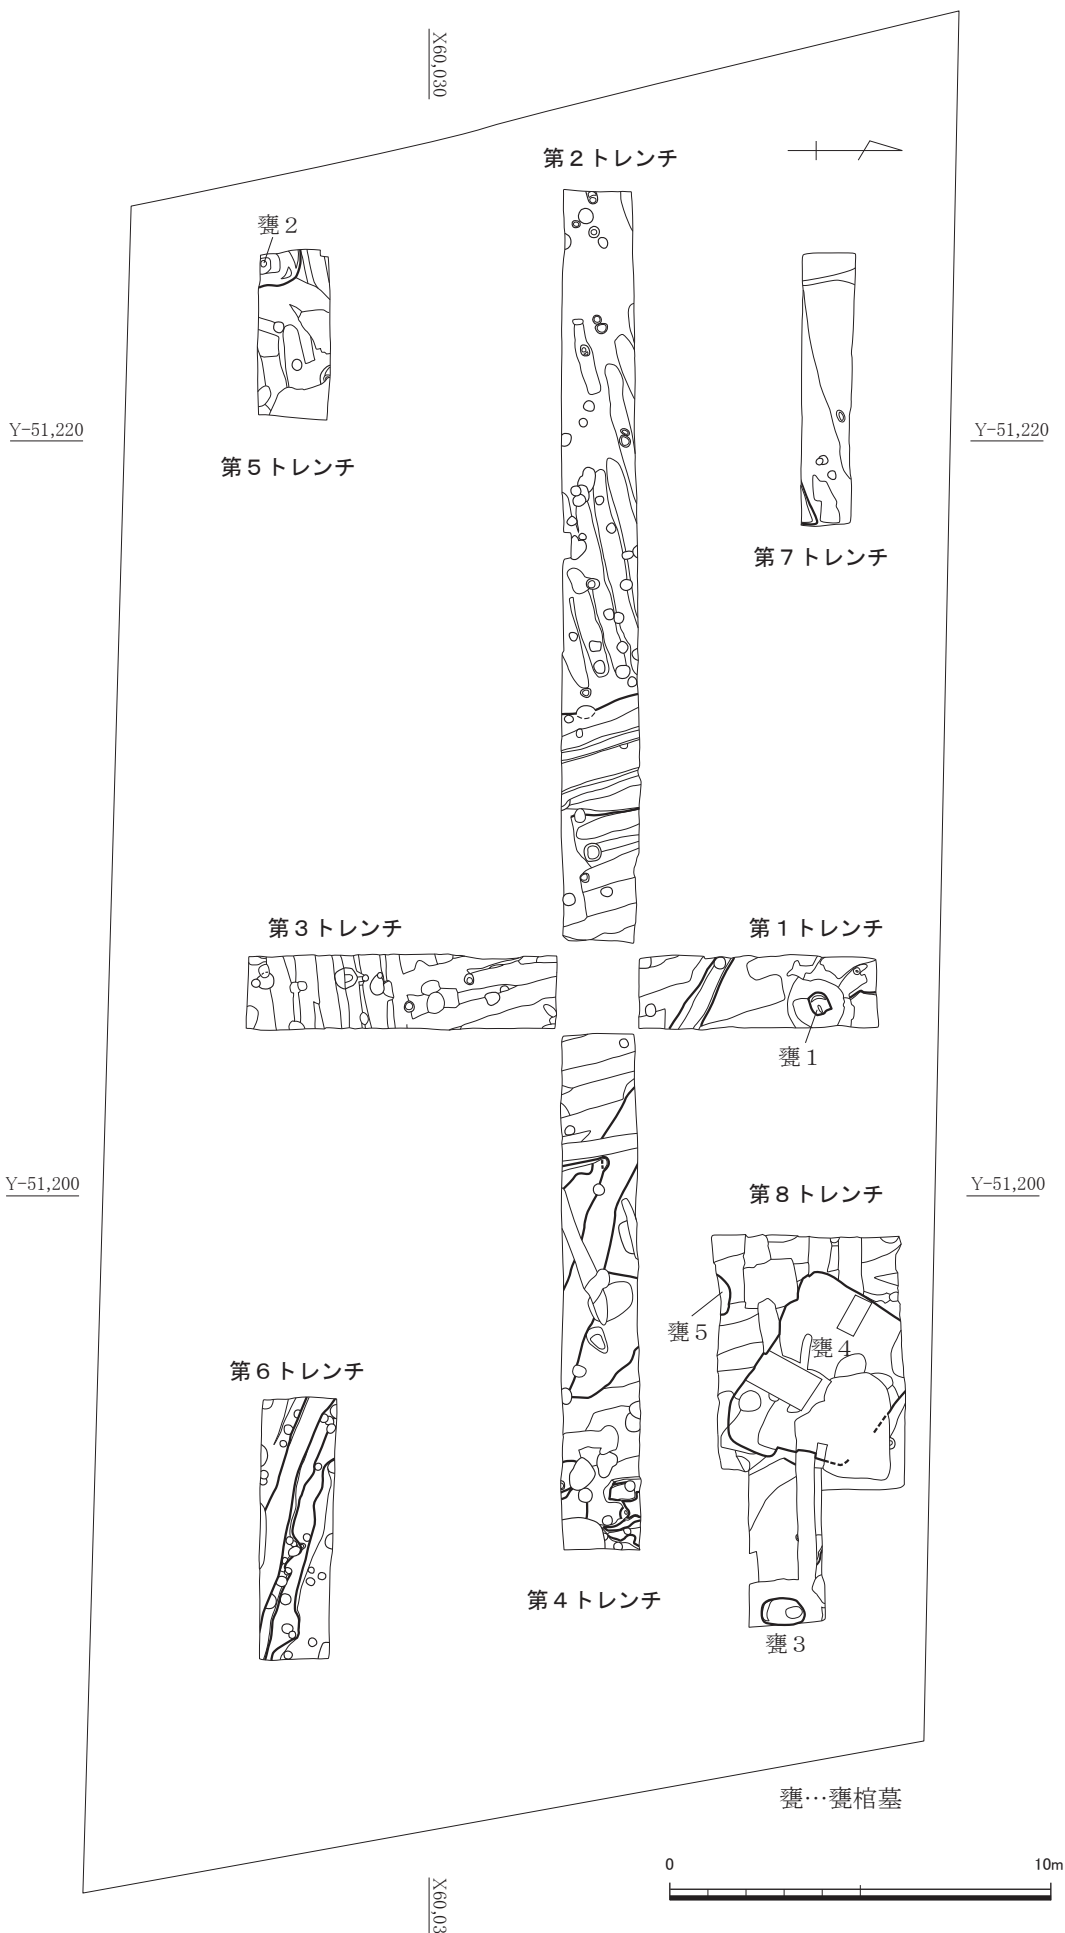 X60,030
第２トレンチ
甕２
Y-51,220
Y-51,220
第５トレンチ
第７トレンチ
第３トレンチ
第１トレンチ
甕１
Y-51,200
Y-51,200
第８トレンチ
甕５
甕４
第６トレンチ
第４トレンチ
甕３
甕…甕棺墓
0
10m
X60,03